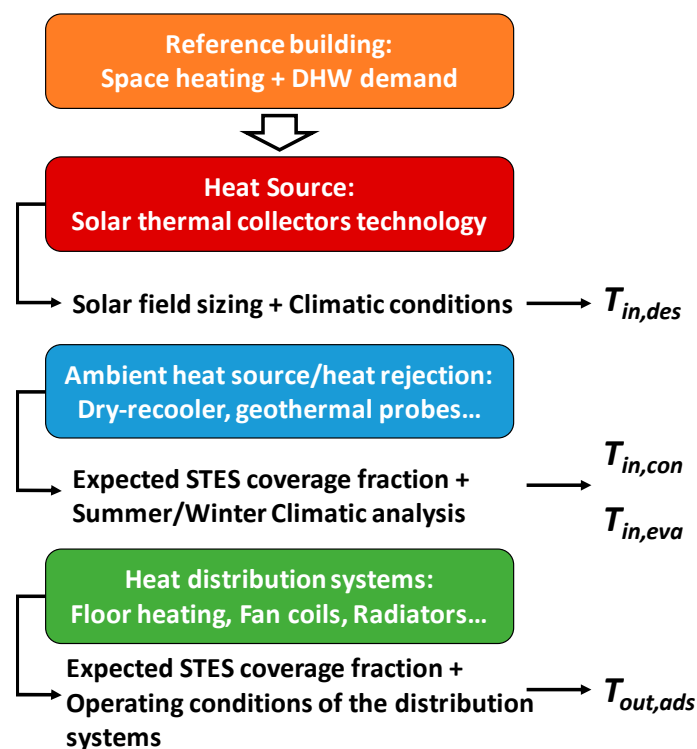 Reference building:
Space heating + DHW demand
Heat Source:
Solar thermal collectors technology
Solar field sizing + Climatic conditions
T_in,des
Ambient heat source/heat rejection:
Dry-recooler, geothermal probes...
Expected STES coverage fraction +
Summer/Winter Climatic analysis
T_in,con
T_in,eva
Heat distribution systems:
Floor heating, Fan coils, Radiators...
Expected STES coverage fraction +
Operating conditions of the distribution
systems
T_out,ads